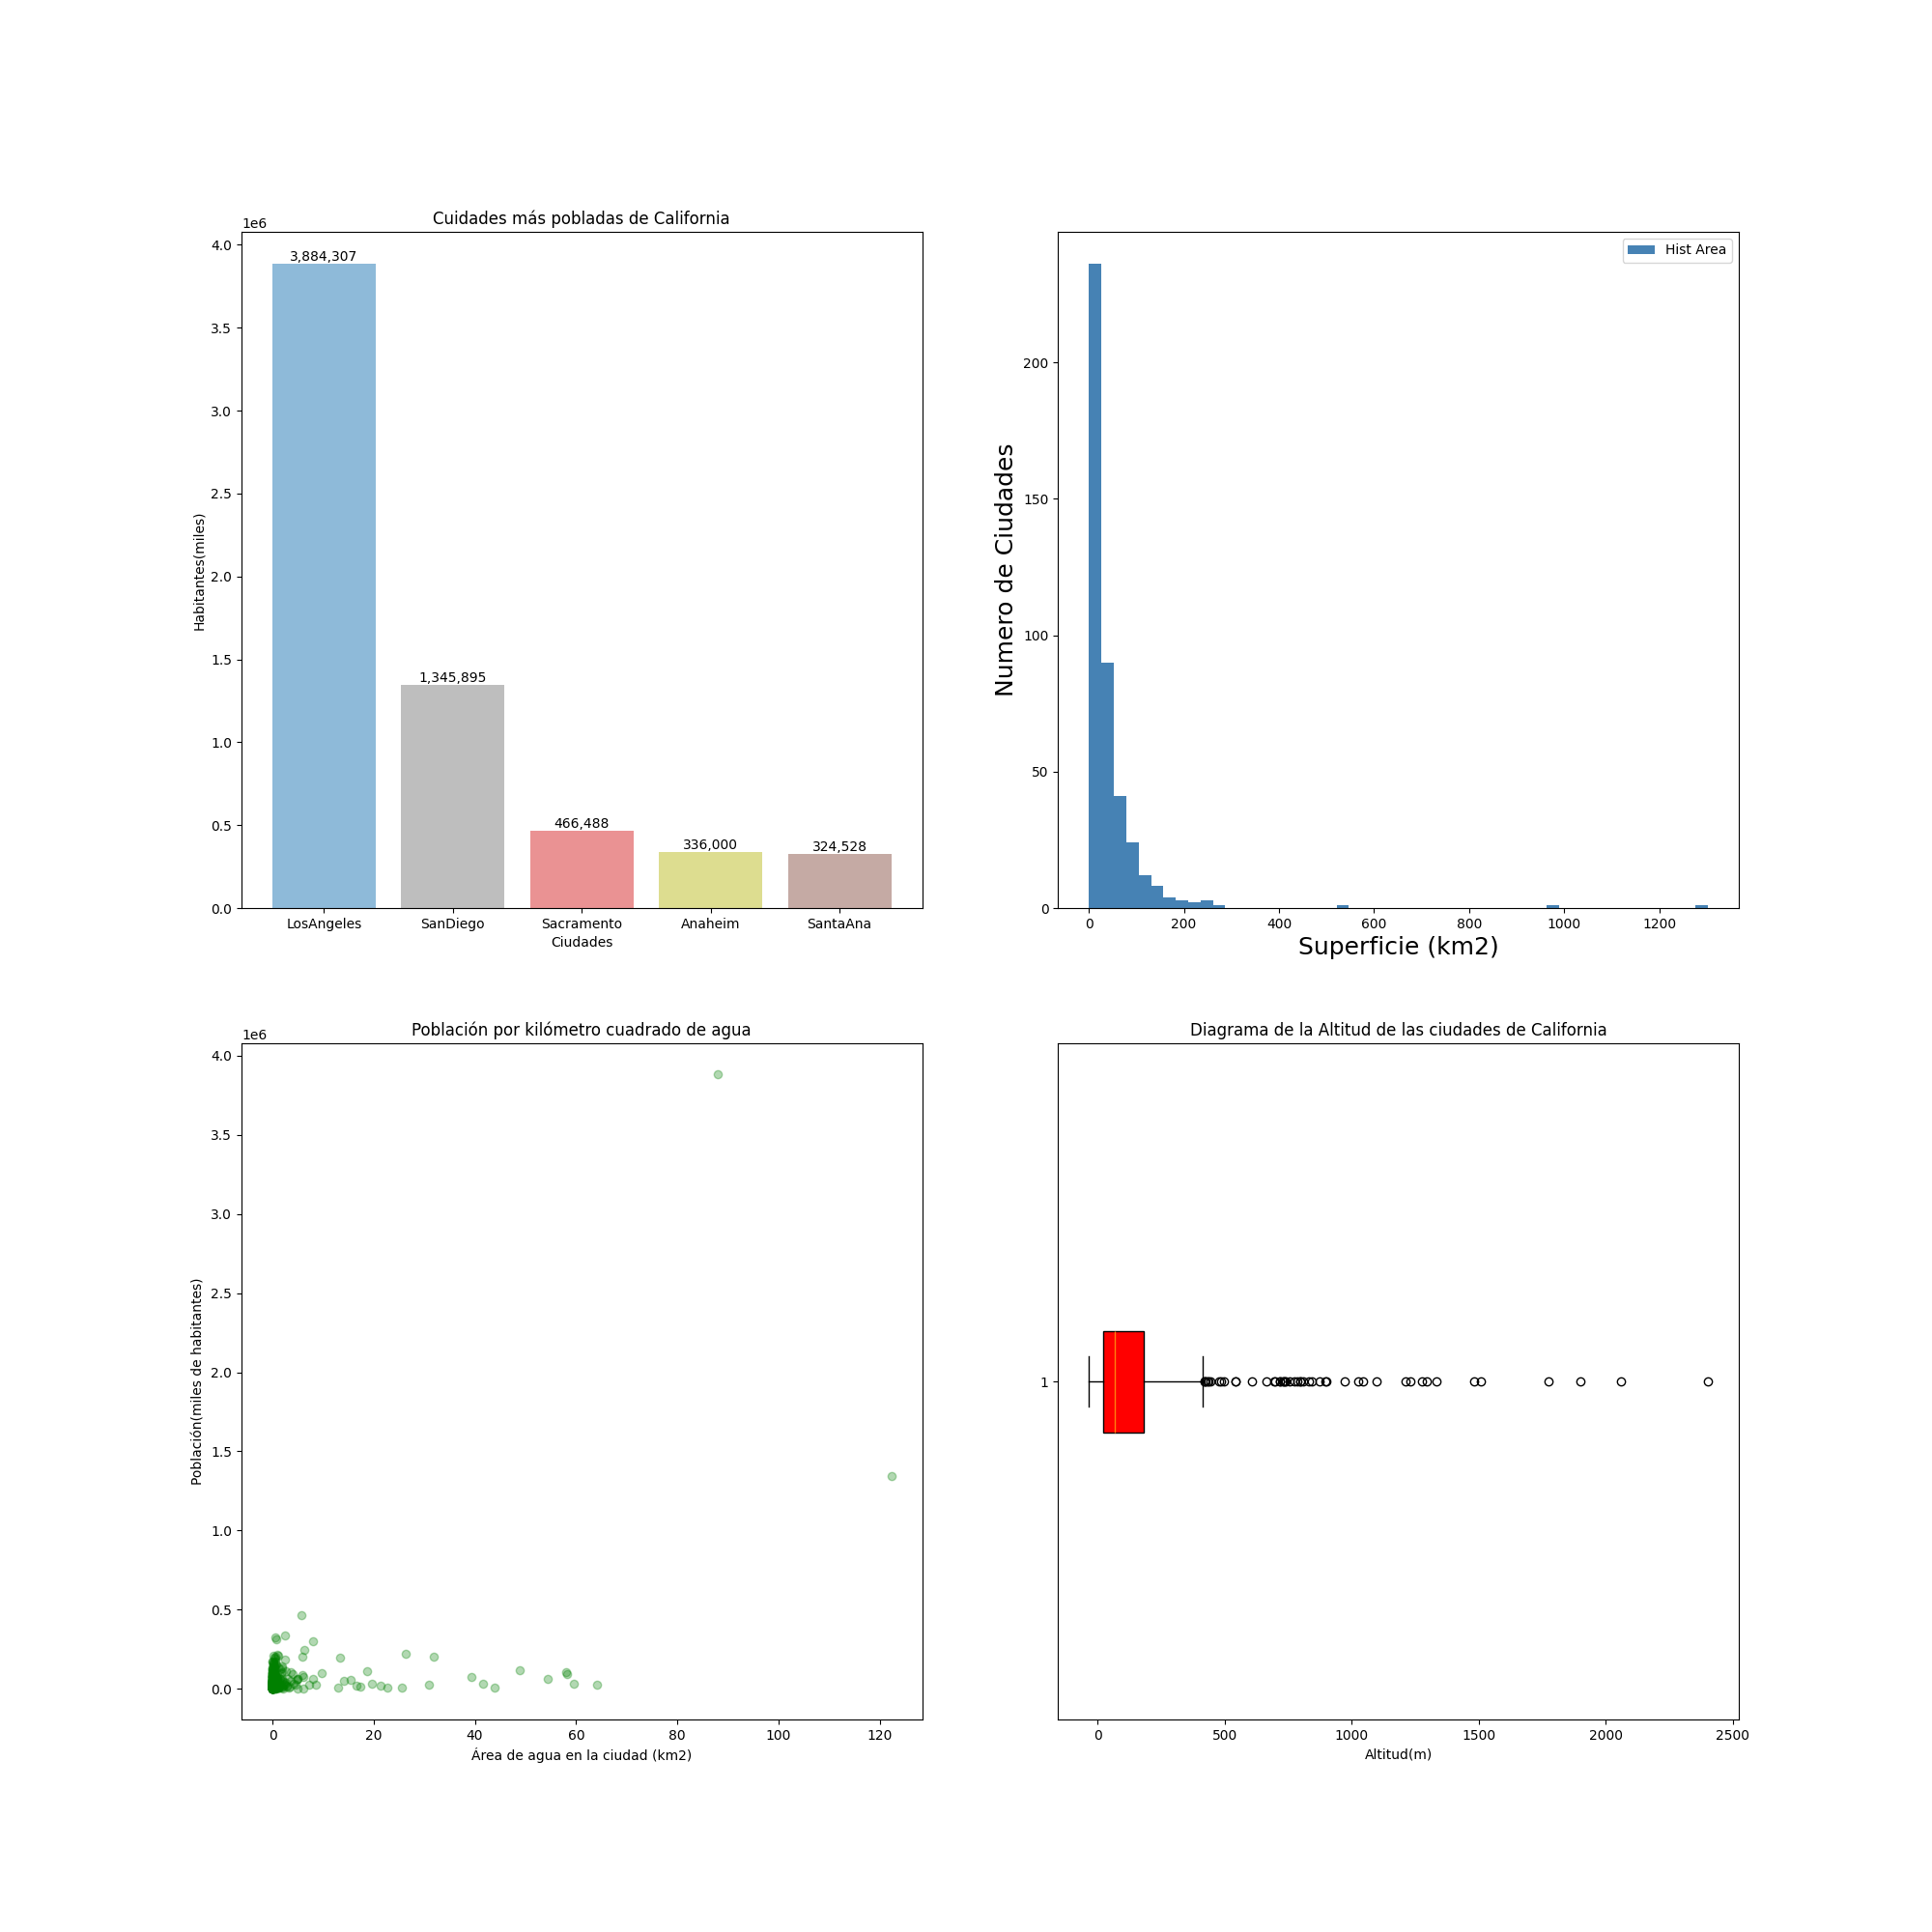 Cuidades más pobladas de California
1e6
4.0
3.5
3.0
2.5
2.0
1.5
1.0
0.5
0.0
Habitantes(miles)
3,884,307
1,345,895
466,488
336,000
324,528
LosAngeles SanDiego Sacramento Anaheim SantaAna
Ciudades
Hist Area
200
150
100
50
0
Numero de Ciudades
0 200 400 600 800 1000 1200
Superficie (km2)
Población por kilómetro cuadrado de agua
1e6
4.0
3.5
3.0
2.5
2.0
1.5
1.0
0.5
0.0
Población(miles de habitantes)
0 20 40 60 80 100 120
Área de agua en la ciudad (km2)
Diagrama de la Altitud de las ciudades de California
1
0 500 1000 1500 2000 2500
Altitud(m)